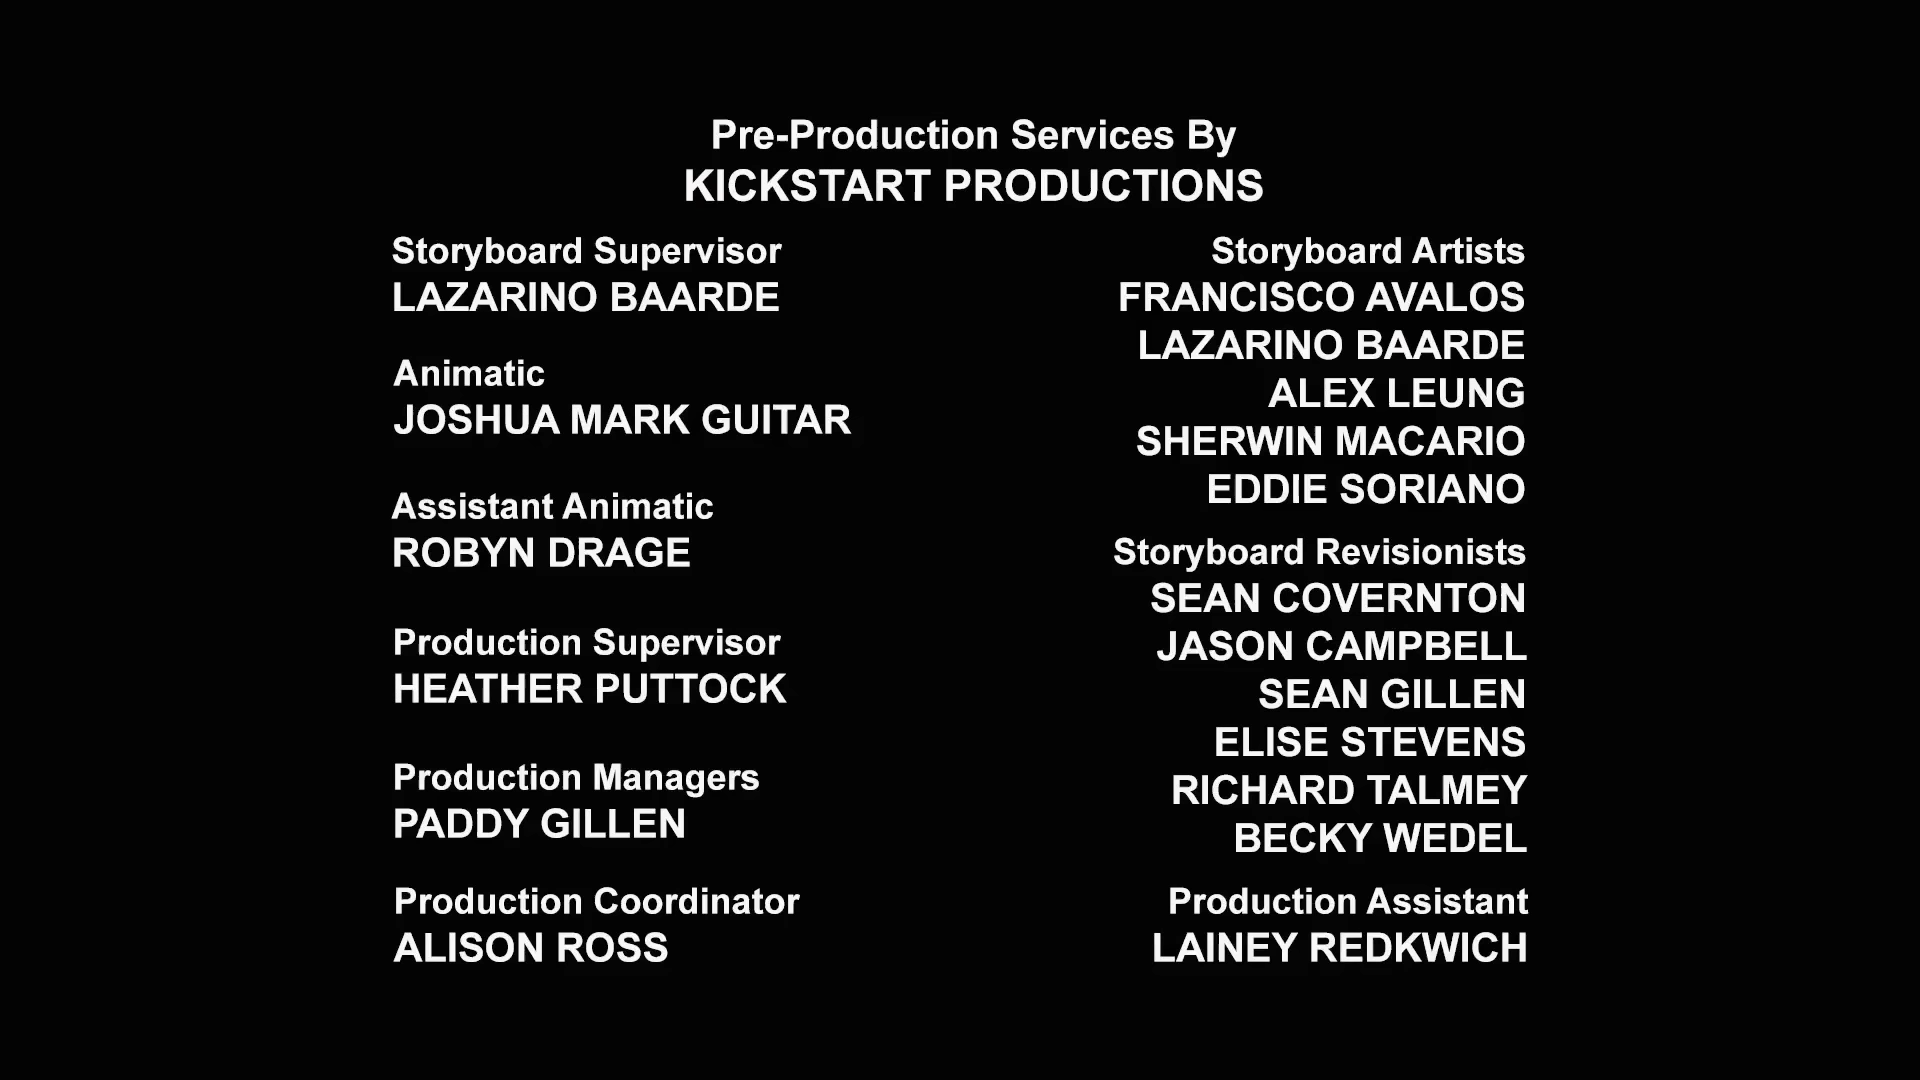 Pre-Production Services By
KICKSTART PRODUCTIONS
Storyboard Supervisor
LAZARINO BAARDE
Animatic
JOSHUA MARK GUITAR
Assistant Animatic
ROBYN DRAGE
Production Supervisor
HEATHER PUTTOCK
Production Managers
PADDY GILLEN
Production Coordinator
ALISON ROSS
Storyboard Artists
FRANCISCO AVALOS
LAZARINO BAARDE
ALEX LEUNG
SHERWIN MACARIO
EDDIE SORIANO
Storyboard Revisionists
SEAN COVERNTON
JASON CAMPBELL
SEAN GILLEN
ELISE STEVENS
RICHARD TALMEY
BECKY WEDEL
Production Assistant
LAINEY REDKWICH